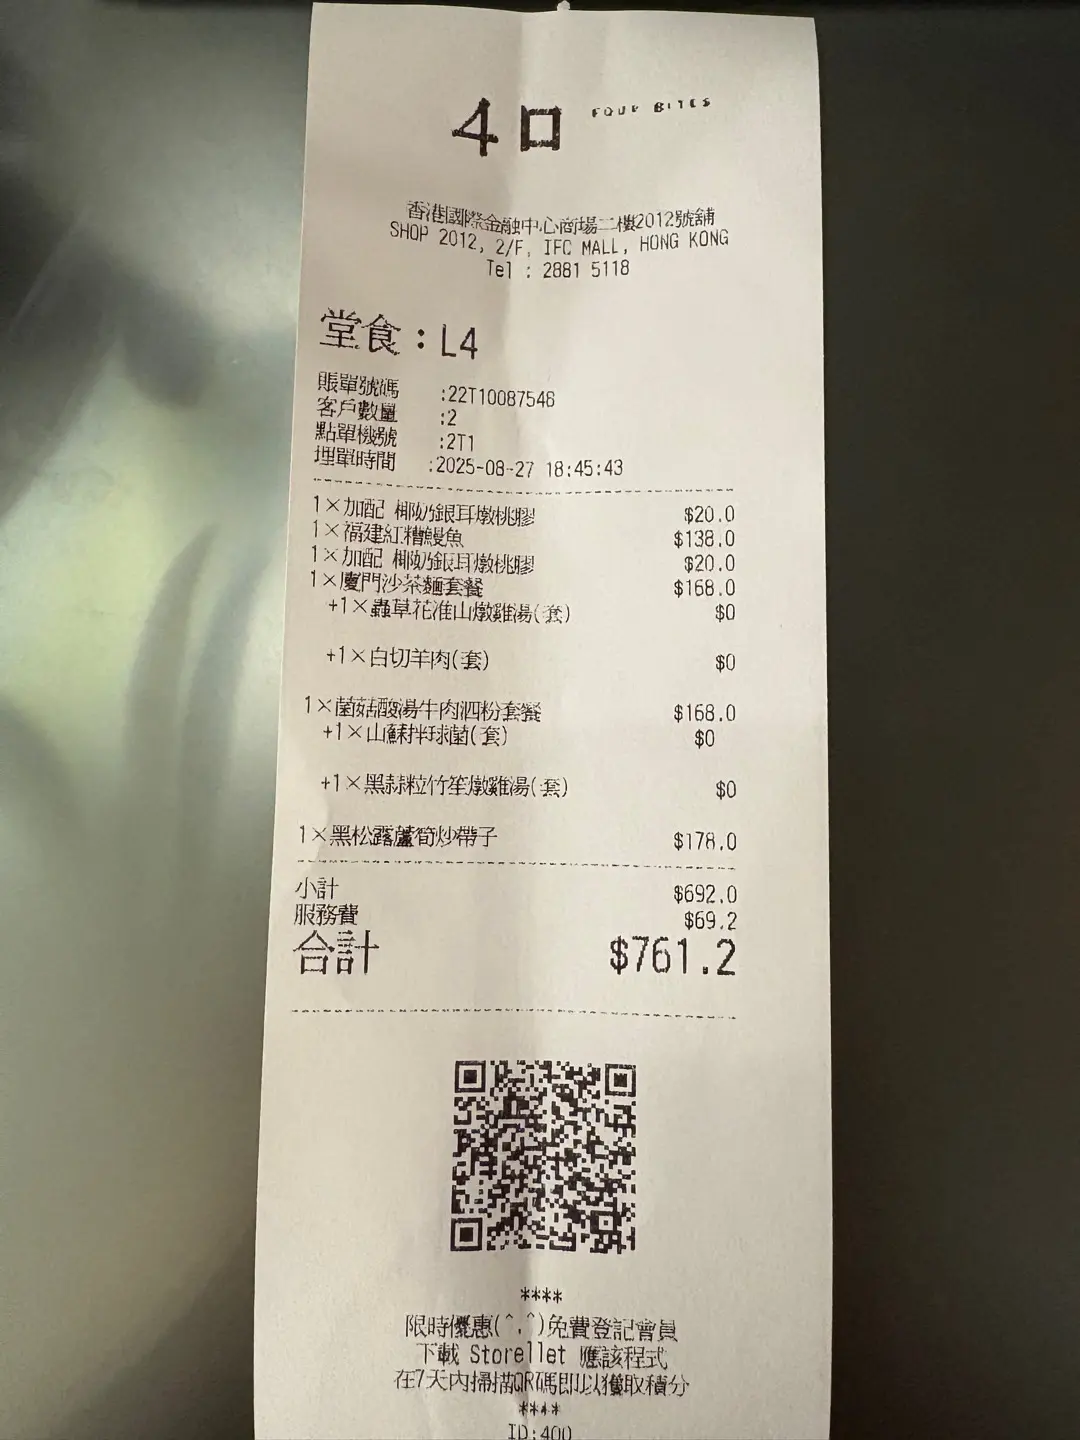 4口 FOUR BITES
香港國際金融中心商場二樓2012號舖
SHOP 2012, 2/F, IFC MALL, HONG KONG
Tel : 2881 5118
堂食：L4
賬單號碼 :22T10087546
客戶數量 :2
點單機號 :2T1
埋單時間 :2025-08-27 18:45:43
1×加配 椰奶銀耳燉桃膠 $20.0
1×福建紅糟鰻魚 $138.0
1×加配 椰奶銀耳燉桃膠 $20.0
1×廈門沙茶麵套餐 $168.0
+1×蟲草花淮山燉雞湯(套) $0
+1×白切羊肉(套) $0
1×菌菇酸湯牛肉泗粉套餐 $168.0
+1×山蘇拌球菌(套) $0
+1×黑蒜粒竹笙燉雞湯(套) $0
1×黑松露蘆筍炒帶子 $178.0
小計 $692.0
服務費 $69.2
合計 $761.2
****
限時優惠(^.^)免費登記會員
下載 Storellet 應該程式
在7天內掃描QR碼即以獲取積分
****
ID:400